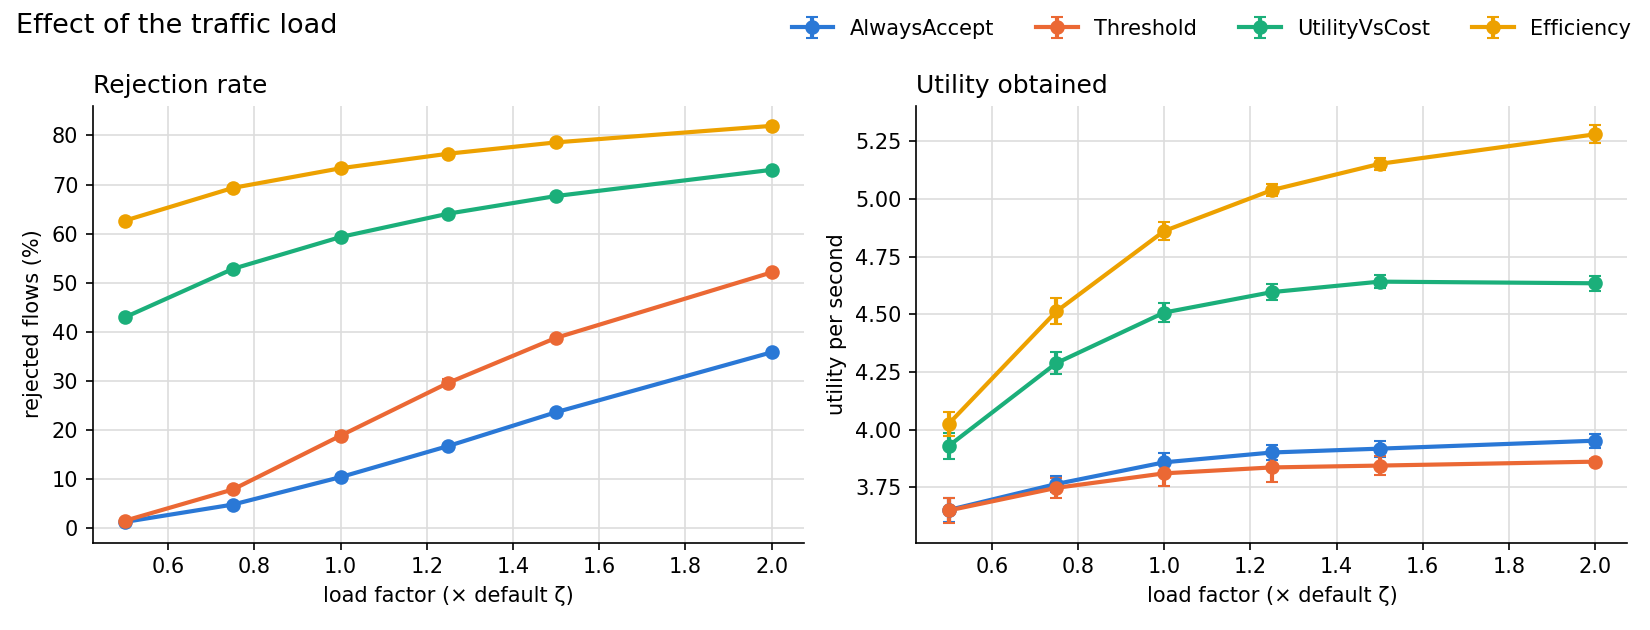 Effect of the traffic load
AlwaysAccept
Threshold
UtilityVsCost
Efficiency
Rejection rate
rejected flows (%)
80
70
60
50
40
30
20
10
0
0.6 0.8 1.0 1.2 1.4 1.6 1.8 2.0
load factor (× default ζ)
Utility obtained
utility per second
5.25
5.00
4.75
4.50
4.25
4.00
3.75
0.6 0.8 1.0 1.2 1.4 1.6 1.8 2.0
load factor (× default ζ)